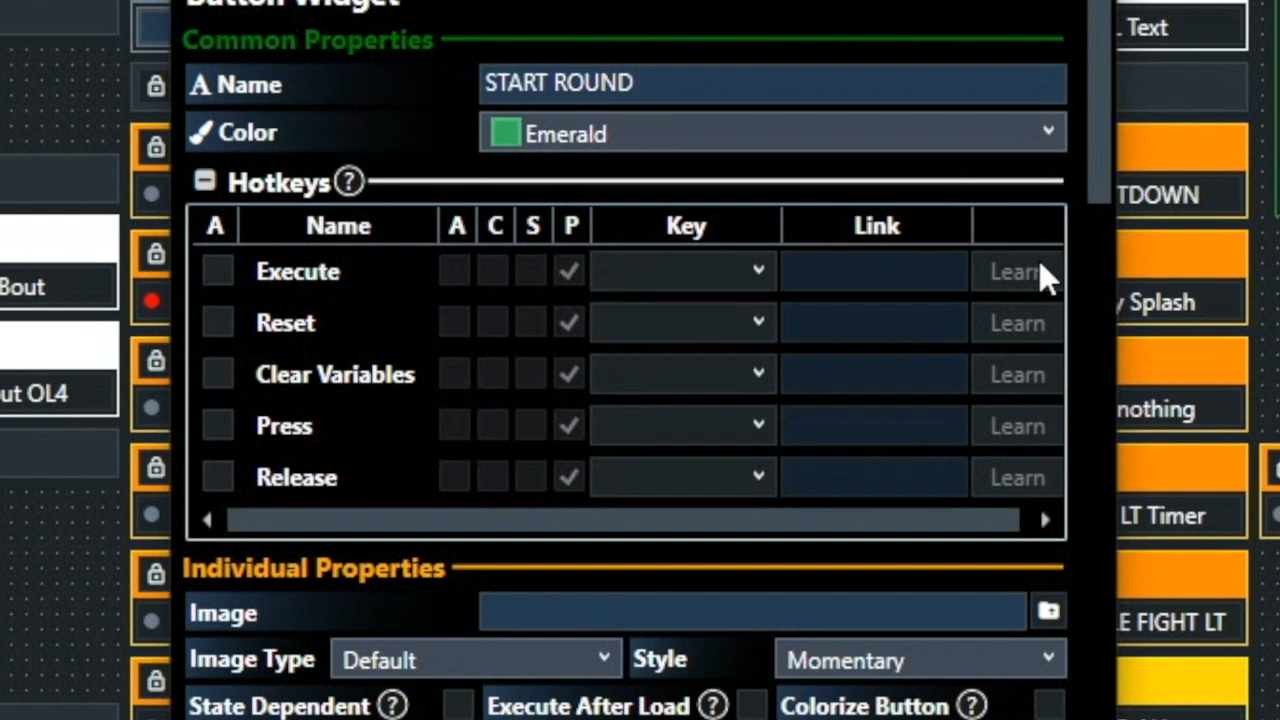 Button Widget
Common Properties
. Text
Name
START ROUND
Color
Emerald
Hotkeys ?
TDOWN
A Name A C S P Key Link
Execute Learn
Bout
y Splash
Reset Learn
Clear Variables Learn
ut OL4
nothing
Press Learn
Release Learn
LT Timer
Individual Properties
Image
E FIGHT LT
Image Type Default Style Momentary
State Dependent ? Execute After Load ? Colorize Button ?